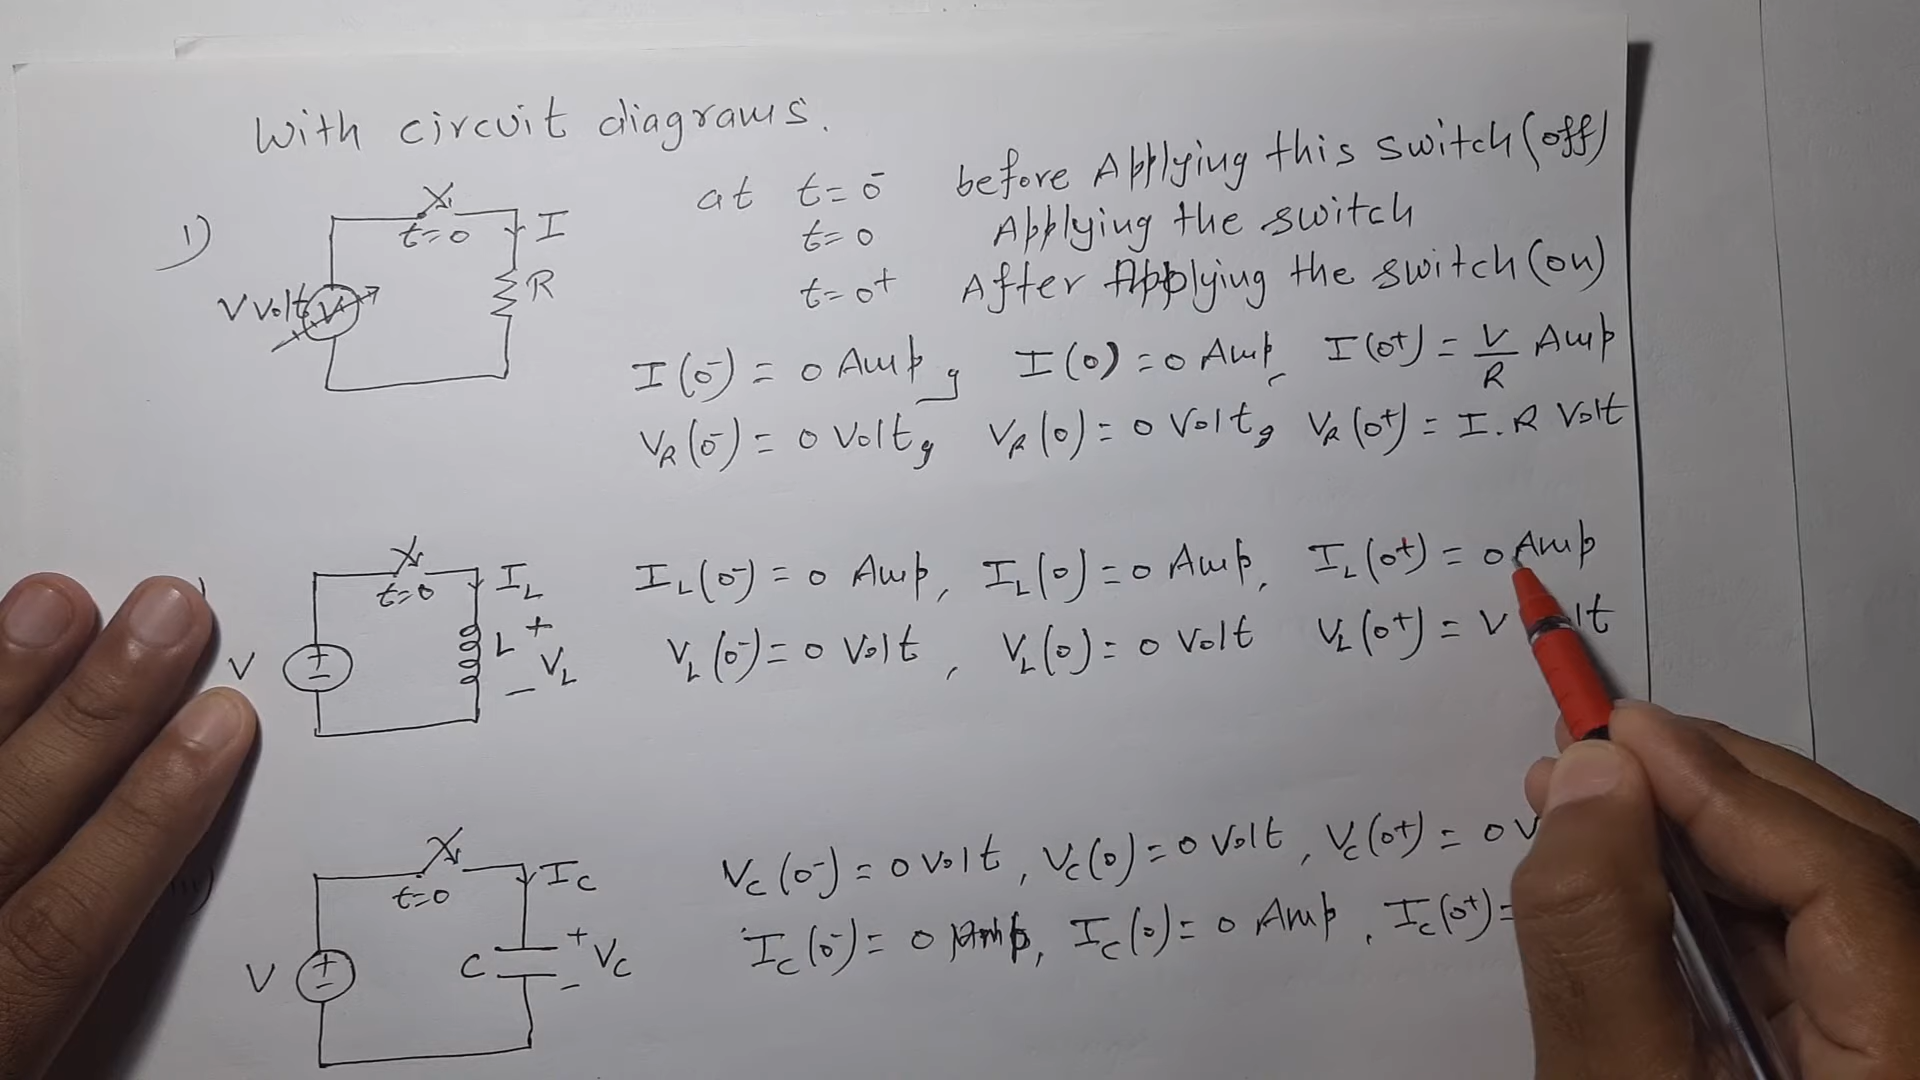 With circuit diagrams.
at t=0⁻ before Applying this switch (off)
t=0 Applying the switch
t=0⁺ After Applying the switch (on)
1)
t=0
I
R
V Volt
V
I(0⁻) = 0 Amp, I(0) = 0 Amp, I(0⁺) = V/R Amp
V_R(0⁻) = 0 Volt, V_R(0) = 0 Volt, V_R(0⁺) = I.R Volt
t=0
I_L
L
+
V_L
−
V
+
−
I_L(0⁻) = 0 Amp, I_L(0) = 0 Amp, I_L(0⁺) = 0 Amp
V_L(0⁻) = 0 Volt, V_L(0) = 0 Volt V_L(0⁺) = V
t=0
I_C
C
+
V_C
−
V
+
−
V_C(0⁻) = 0 Volt, V_C(0) = 0 Volt, V_C(0⁺) = 0 V
I_C(0⁻) = 0 Amp, I_C(0) = 0 Amp, I_C(0⁺) =